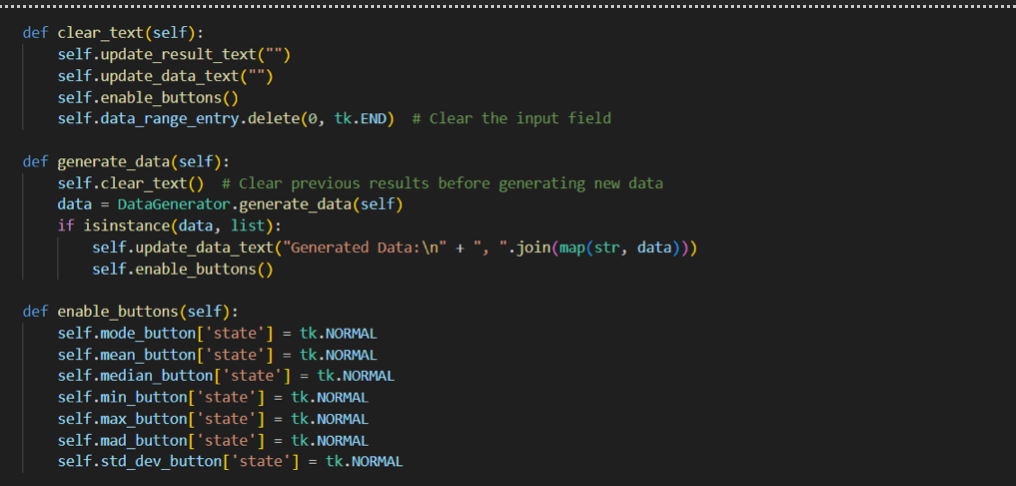 def clear_text(self):
    self.update_result_text("")
    self.update_data_text("")
    self.enable_buttons()
    self.data_range_entry.delete(0, tk.END)  # Clear the input field
def generate_data(self):
    self.clear_text()  # Clear previous results before generating new data
    data = DataGenerator.generate_data(self)
    if isinstance(data, list):
        self.update_data_text("Generated Data:\n" + ", ".join(map(str, data)))
        self.enable_buttons()
def enable_buttons(self):
    self.mode_button['state'] = tk.NORMAL
    self.mean_button['state'] = tk.NORMAL
    self.median_button['state'] = tk.NORMAL
    self.min_button['state'] = tk.NORMAL
    self.max_button['state'] = tk.NORMAL
    self.mad_button['state'] = tk.NORMAL
    self.std_dev_button['state'] = tk.NORMAL